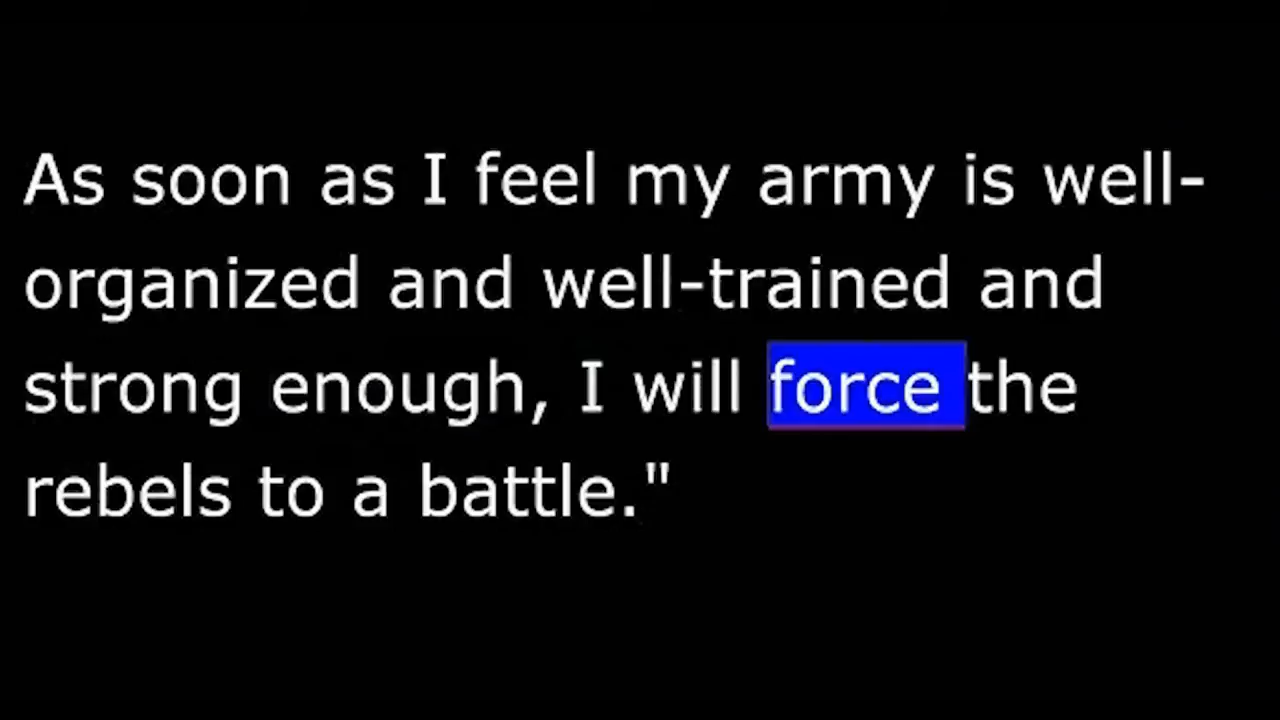 As soon as I feel my army is well-
organized and well-trained and
strong enough, I will force the
rebels to a battle."